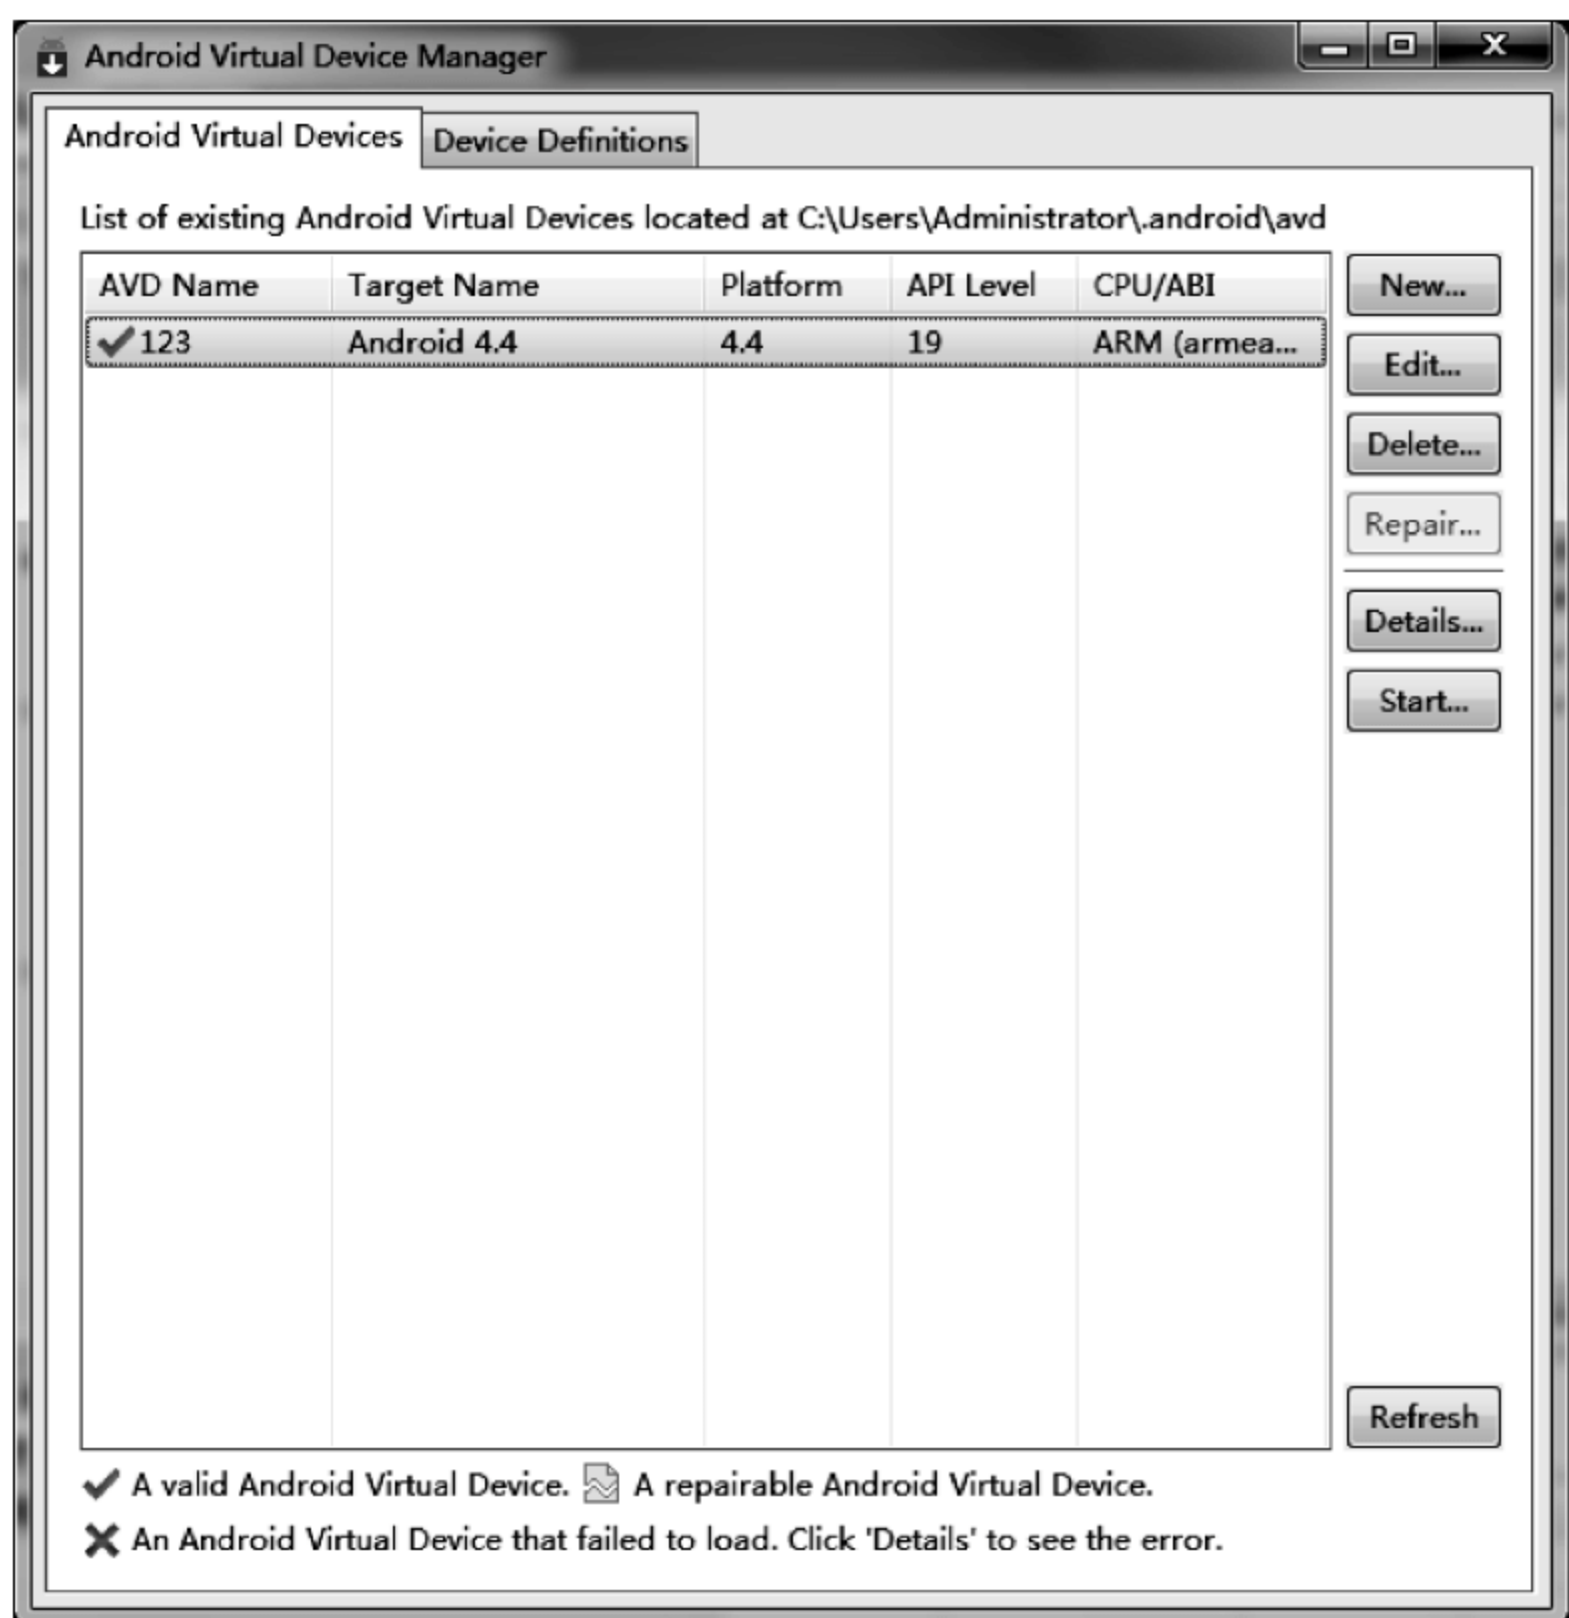 Android Virtual Device Manager
Android Virtual Devices Device Definitions
List of existing Android Virtual Devices located at C:\Users\Administrator\.android\avd
AVD Name Target Name Platform API Level CPU/ABI
123 Android 4.4 4.4 19 ARM (armea...
New...
Edit...
Delete...
Repair...
Details...
Start...
Refresh
A valid Android Virtual Device. A repairable Android Virtual Device.
An Android Virtual Device that failed to load. Click 'Details' to see the error.